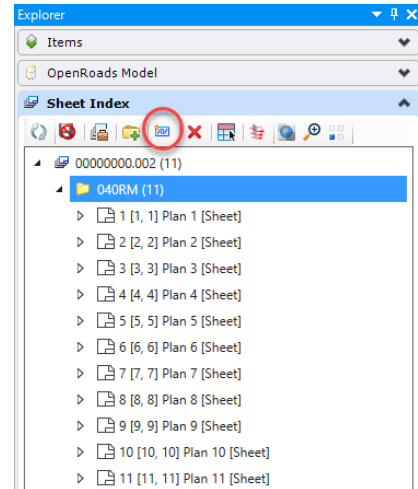 Explorer
Items
OpenRoads Model
Sheet Index
00000000.002 (11)
040RM (11)
1 [1, 1] Plan 1 [Sheet]
2 [2, 2] Plan 2 [Sheet]
3 [3, 3] Plan 3 [Sheet]
4 [4, 4] Plan 4 [Sheet]
5 [5, 5] Plan 5 [Sheet]
6 [6, 6] Plan 6 [Sheet]
7 [7, 7] Plan 7 [Sheet]
8 [8, 8] Plan 8 [Sheet]
9 [9, 9] Plan 9 [Sheet]
10 [10, 10] Plan 10 [Sheet]
11 [11, 11] Plan 11 [Sheet]